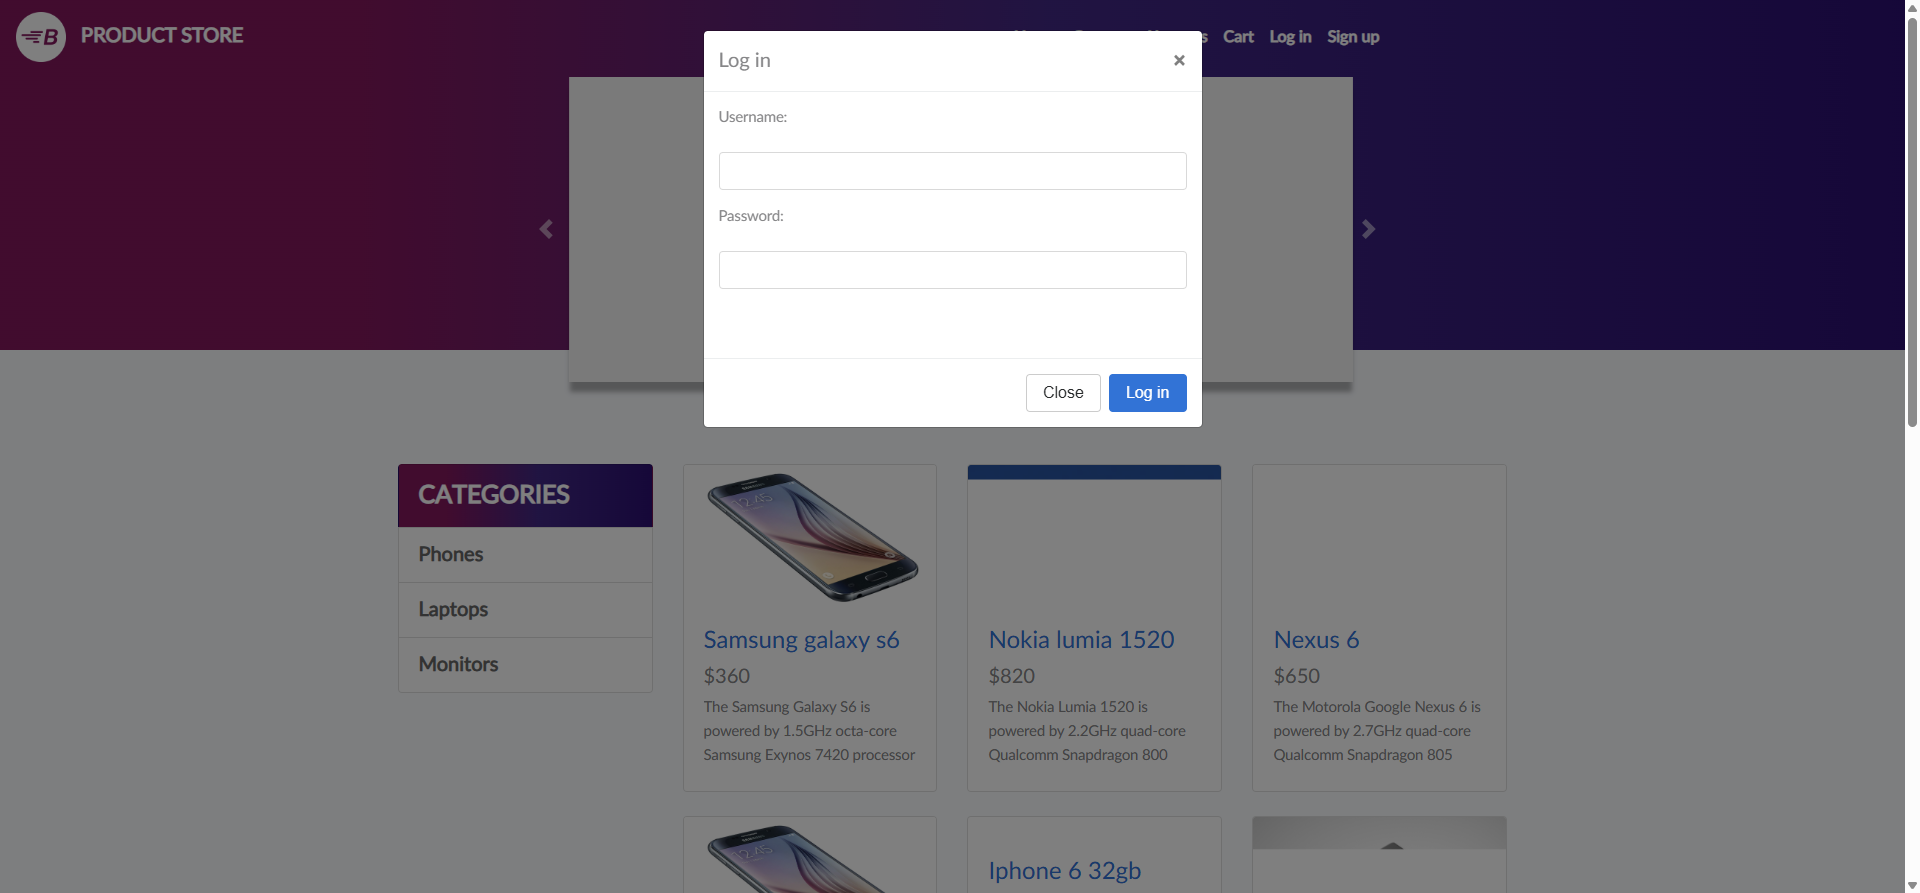 B PRODUCT STORE
Cart Log in Sign up
Log in ×
Username:
Password:
Close Log in
CATEGORIES
Phones
Laptops
Monitors
Samsung galaxy s6
$360
The Samsung Galaxy S6 is
powered by 1.5GHz octa-core
Samsung Exynos 7420 processor
Nokia lumia 1520
$820
The Nokia Lumia 1520 is
powered by 2.2GHz quad-core
Qualcomm Snapdragon 800
Nexus 6
$650
The Motorola Google Nexus 6 is
powered by 2.7GHz quad-core
Qualcomm Snapdragon 805
Iphone 6 32gb